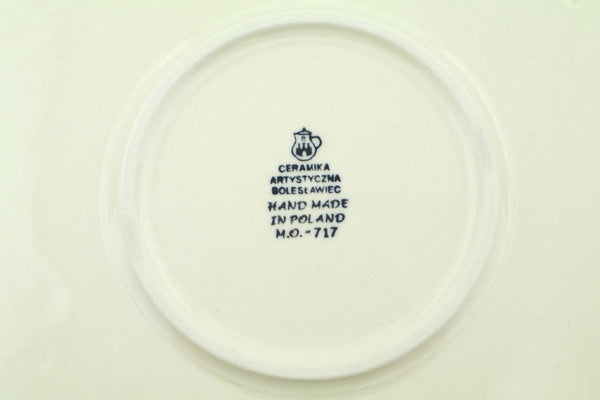 CERAMIKA
ARTYSTYCZNA
BOLESŁAWIEC
HAND MADE
IN POLAND
M.O. - 717